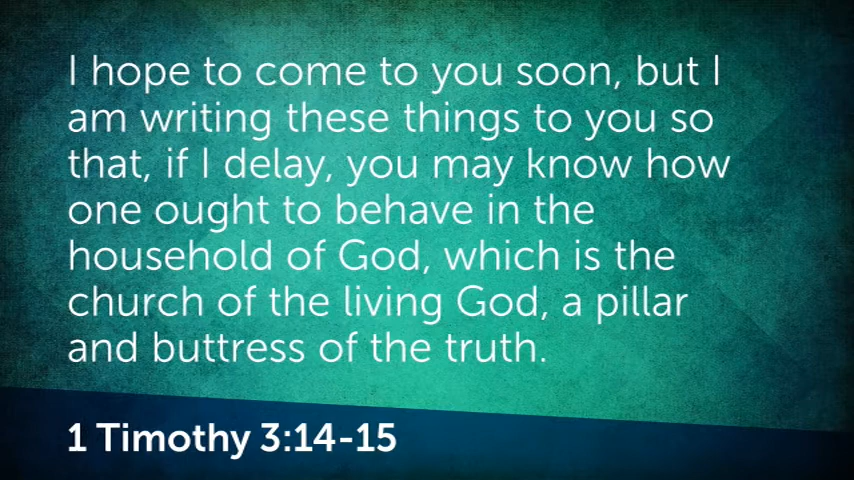 I hope to come to you soon, but I
am writing these things to you so
that, if I delay, you may know how
one ought to behave in the
household of God, which is the
church of the living God, a pillar
and buttress of the truth.
1 Timothy 3:14-15